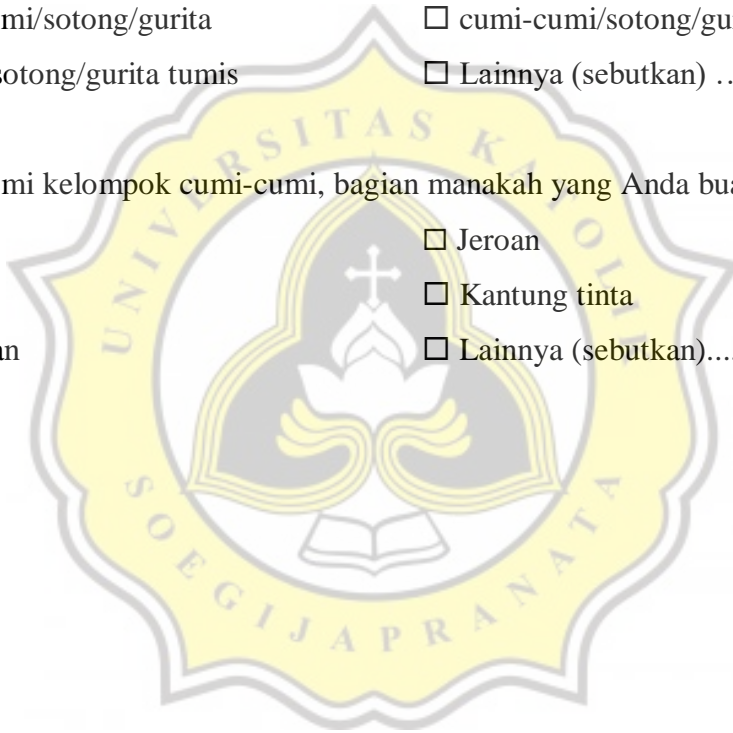 mi/sotong/gurita ☐ cumi-cumi/sotong/gu
sotong/gurita tumis ☐ Lainnya (sebutkan) ..
mi kelompok cumi-cumi, bagian manakah yang Anda bua
☐ Jeroan
☐ Kantung tinta
an ☐ Lainnya (sebutkan)....
UNIVERSITAS KATOLIK
SOEGIJAPRANATA